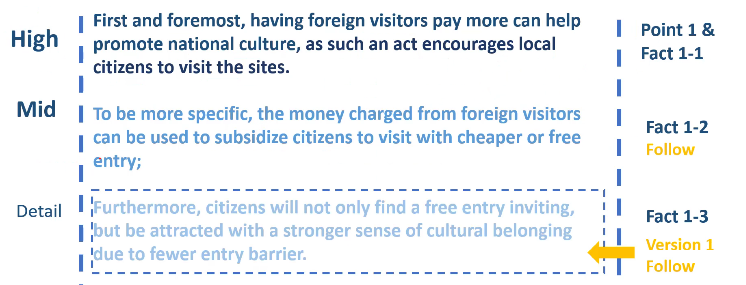 High
First and foremost, having foreign visitors pay more can help
promote national culture, as such an act encourages local
citizens to visit the sites.
Point 1 &
Fact 1-1
Mid
To be more specific, the money charged from foreign visitors
can be used to subsidize citizens to visit with cheaper or free
entry;
Fact 1-2
Follow
Detail
Furthermore, citizens will not only find a free entry inviting,
but be attracted with a stronger sense of cultural belonging
due to fewer entry barrier.
Fact 1-3
Version 1
Follow